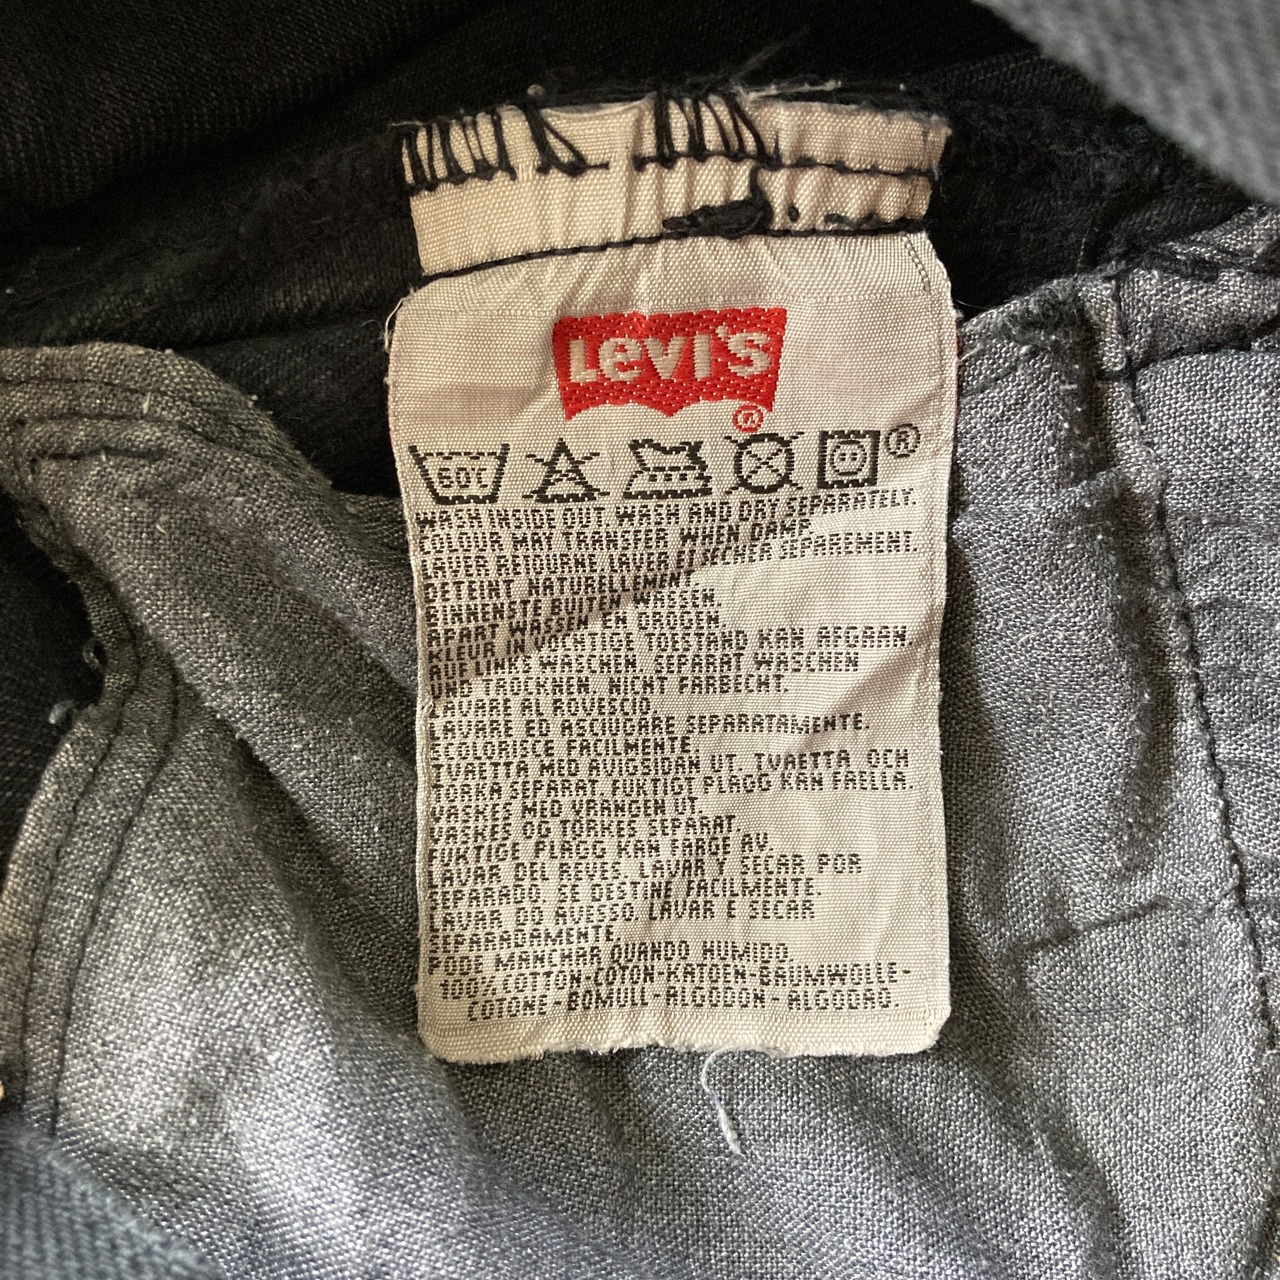 Levi's
®
60°C
®
WASH INSIDE OUT. WASH AND DRY SEPARATELY.
COLOUR MAY TRANSFER WHEN DAMP.
LAVER RETOURNE, LAVER ET SECHER SEPAREMENT.
DETEINT NATURELLEMENT.
BINNENSTE BUITEN WASSEN.
APART WASSEN EN DROGEN.
KLEUR IN VOCHTIGE TOESTAND KAN AFGAAN.
AUF LINKS WASCHEN, SEPARAT WASCHEN
UND TROCKNEN. NICHT FARBECHT.
LAVARE AL ROVESCIO.
LAVARE ED ASCIUGARE SEPARATAMENTE.
SCOLORISCE FACILMENTE.
TVAETTA MED AVIGSIDAN UT. TVAETTA OCH
TORKA SEPARAT. FUKTIGT PLAGG KAN FAELLA.
VASKES MED VRANGEN UT.
VASKES OG TORKES SEPARAT.
FUKTIGE PLAGG KAN FARGE AV.
LAVAR DEL REVES. LAVAR Y SECAR POR
SEPARADO. SE DESTINE FACILMENTE.
LAVAR DO AVESSO. LAVAR E SECAR
SEPARADAMENTE.
PODE MANCHAR QUANDO HUMIDO
100% COTTON-COTON-KATOEN-BAUMWOLLE-
COTONE-BOMULL-ALGODON-ALGODAO.